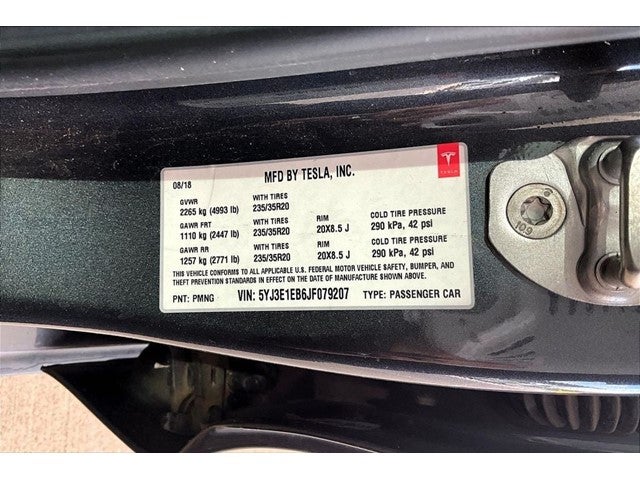 08/18 MFD BY TESLA, INC. TESLA
GVWR WITH TIRES
2265 kg (4993 lb) 235/35R20
GAWR FRT WITH TIRES RIM COLD TIRE PRESSURE
1110 kg (2447 lb) 235/35R20 20X8.5 J 290 kPa, 42 psi
GAWR RR WITH TIRES RIM COLD TIRE PRESSURE
1257 kg (2771 lb) 235/35R20 20X8.5 J 290 kPa, 42 psi
THIS VEHICLE CONFORMS TO ALL APPLICABLE U.S. FEDERAL MOTOR VEHICLE SAFETY, BUMPER, AND
THEFT PREVENTION STANDARDS IN EFFECT ON THE DATE OF MANUFACTURE SHOWN ABOVE.
PNT: PMNG VIN: 5YJ3E1EB6JF079207 TYPE: PASSENGER CAR
10.9